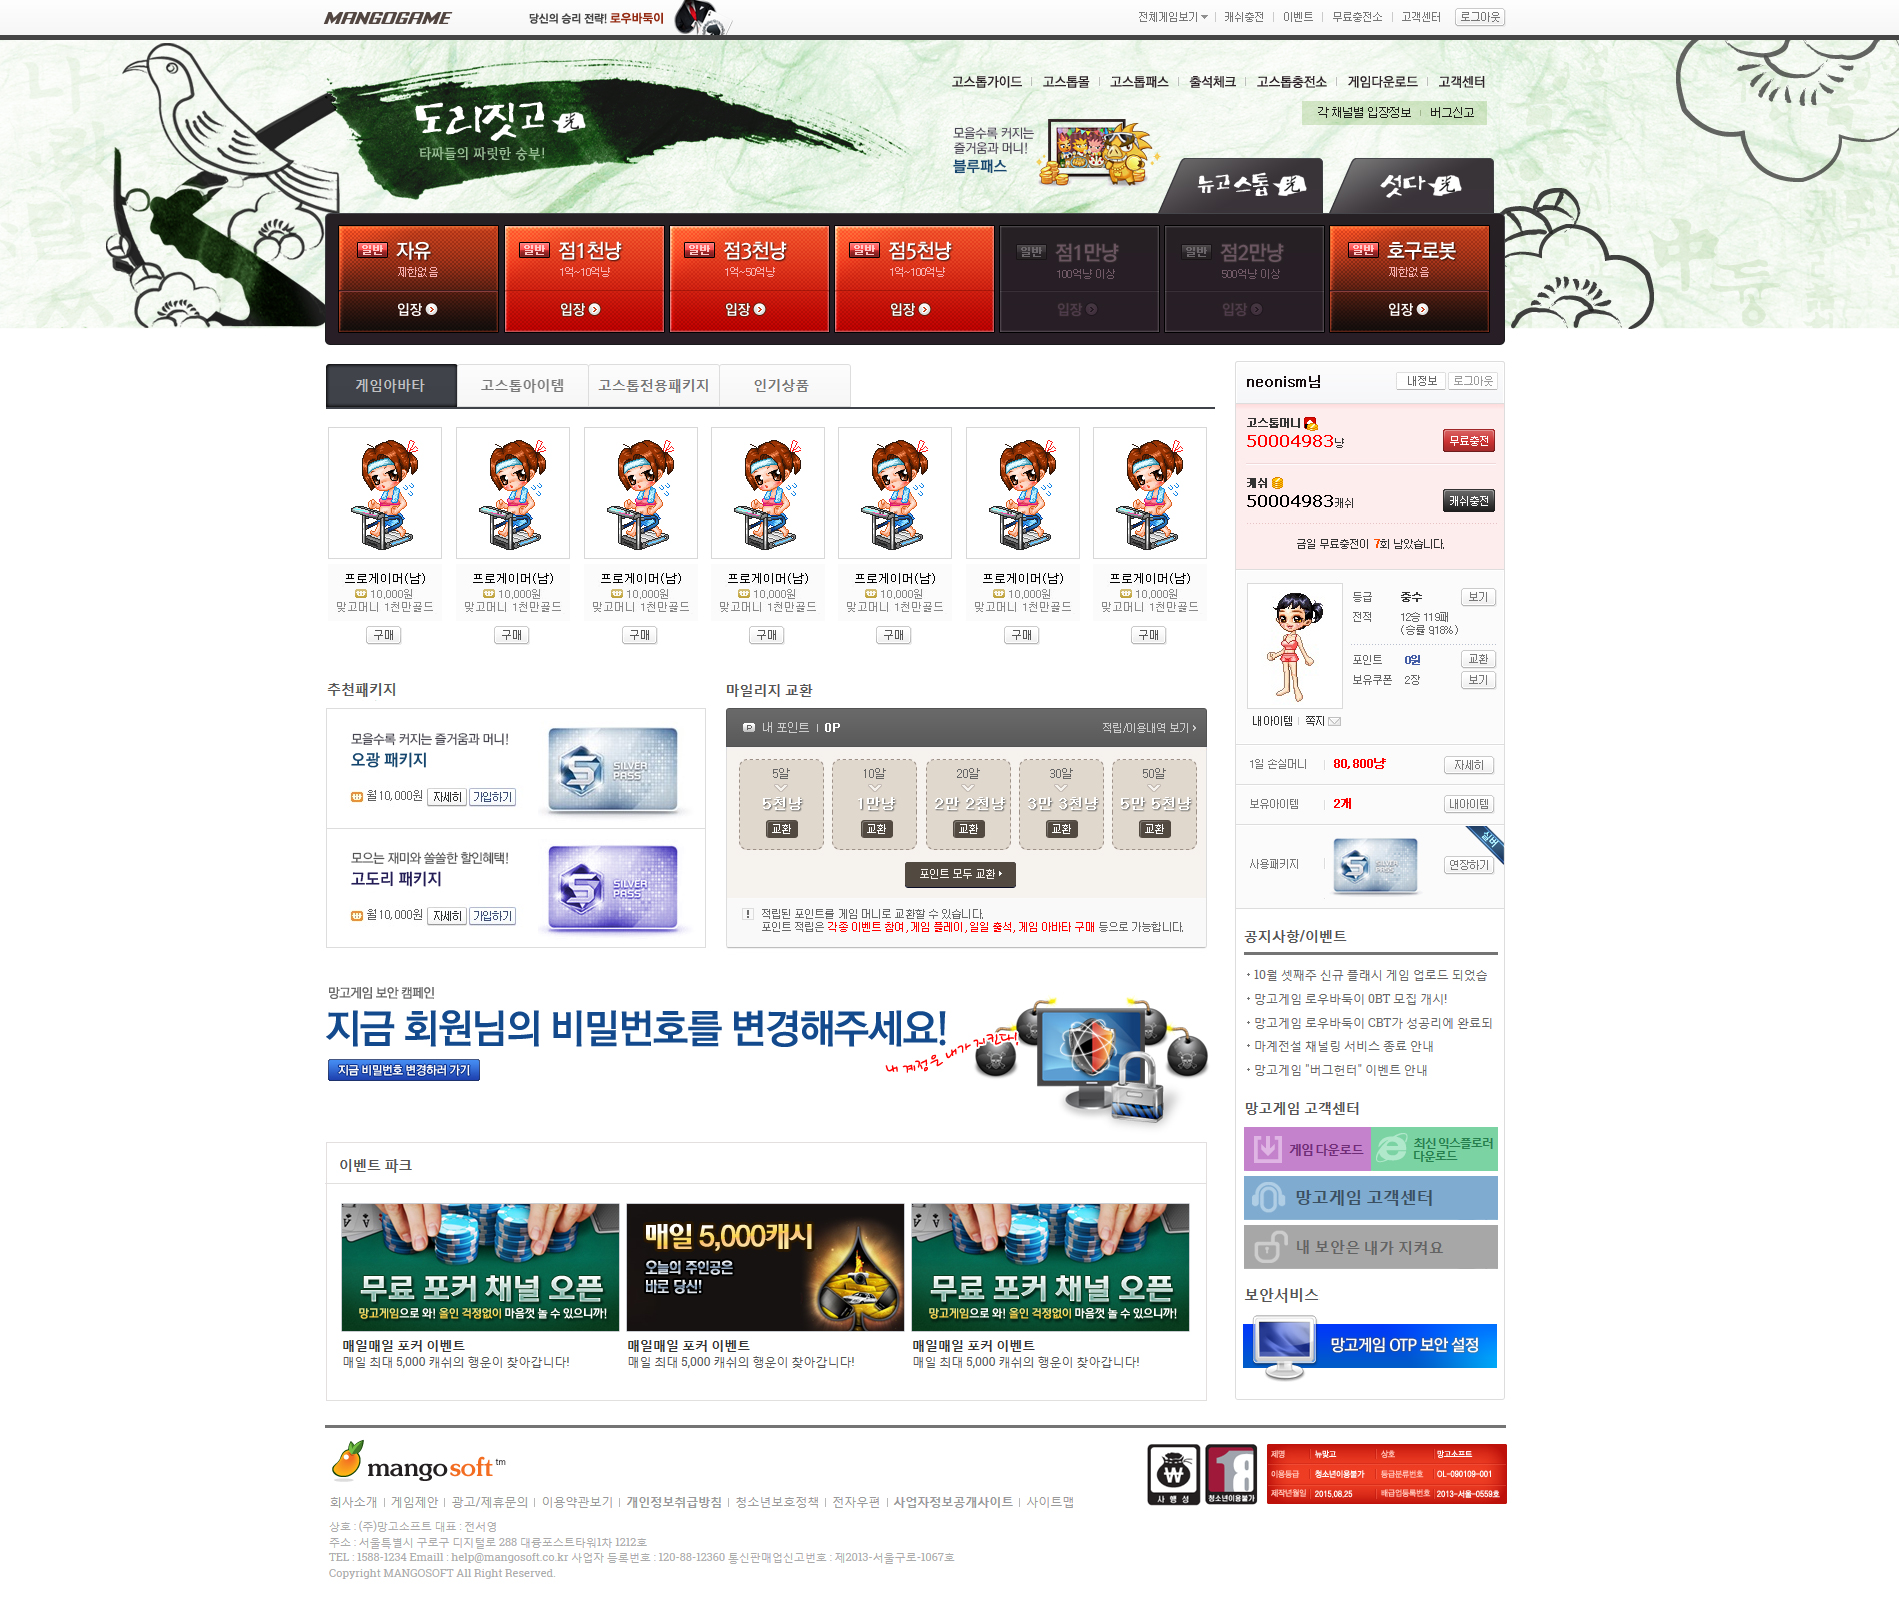 MANGOGAME
당신의 승리 전략! 로우바둑이
전체게임보기
캐쉬충전
이벤트
무료충전소
고객센터
로그아웃
고스톱가이드
고스톱몰
고스톱패스
출석체크
고스톱충전소
게임다운로드
고객센터
각 채널별 입장정보
버그신고
도리짓고 光
타짜들의 짜릿한 승부!
모을수록 커지는
즐거움과 머니!
블루패스
뉴고스톱 光
섯다 光
일반 자유
제한없음
입장
일반 점1천냥
1억~10억냥
입장
일반 점3천냥
1억~50억냥
입장
일반 점5천냥
1억~100억냥
입장
일반 점1만냥
100억냥 이상
입장
일반 점2만냥
500억냥 이상
입장
일반 호구로봇
제한없음
입장
게임아바타
고스톱아이템
고스톱전용패키지
인기상품
프로게이머(남)
10,000원
맞고머니 1천만골드
구매
프로게이머(남)
10,000원
맞고머니 1천만골드
구매
프로게이머(남)
10,000원
맞고머니 1천만골드
구매
프로게이머(남)
10,000원
맞고머니 1천만골드
구매
프로게이머(남)
10,000원
맞고머니 1천만골드
구매
프로게이머(남)
10,000원
맞고머니 1천만골드
구매
프로게이머(남)
10,000원
맞고머니 1천만골드
구매
추천패키지
모을수록 커지는 즐거움과 머니!
오광 패키지
월10,000원 자세히 가입하기
SILVER
PASS
모으는 재미와 쏠쏠한 할인혜택!
고도리 패키지
월10,000원 자세히 가입하기
SILVER
PASS
마일리지 교환
내 포인트 0P
적립/이용내역 보기
5알
5천냥
교환
10알
1만냥
교환
20알
2만 2천냥
교환
30알
3만 3천냥
교환
50알
5만 5천냥
교환
포인트 모두 교환
적립된 포인트를 게임 머니로 교환할 수 있습니다.
포인트 적립은 각종 이벤트 참여, 게임 플레이, 일일 출석, 게임 아바타 구매 등으로 가능합니다.
망고게임 보안 캠페인
지금 회원님의 비밀번호를 변경해주세요!
지금 비밀번호 변경하러 가기
내 계정은 내가 지킨다!
이벤트 파크
무료 포커 채널 오픈
망고게임으로 와! 올인 걱정없이 마음껏 놀 수 있으니까!
매일매일 포커 이벤트
매일 최대 5,000 캐쉬의 행운이 찾아갑니다!
매일 5,000캐시
오늘의 주인공은
바로 당신!
매일매일 포커 이벤트
매일 최대 5,000 캐쉬의 행운이 찾아갑니다!
무료 포커 채널 오픈
망고게임으로 와! 올인 걱정없이 마음껏 놀 수 있으니까!
매일매일 포커 이벤트
매일 최대 5,000 캐쉬의 행운이 찾아갑니다!
neonism님
내정보
로그아웃
고스톱머니
50004983냥
무료충전
캐쉬
50004983캐쉬
캐쉬충전
금일 무료충전이 7회 남았습니다.
등급 중수 보기
전적 12승 119패
(승률 9.18%)
포인트 0원 교환
보유쿠폰 2장 보기
내아이템 쪽지
1일 손실머니 80,800냥 자세히
보유아이템 2개 내아이템
사용패키지 연장하기
실버
SILVER
PASS
공지사항/이벤트
10월 셋째주 신규 플래시 게임 업로드 되었습
망고게임 로우바둑이 OBT 모집 개시!
망고게임 로우바둑이 CBT가 성공리에 완료되
마계전설 채널링 서비스 종료 안내
망고게임 "버그헌터" 이벤트 안내
망고게임 고객센터
게임 다운로드
최신 익스플로러
다운로드
망고게임 고객센터
내 보안은 내가 지켜요
보안서비스
망고게임 OTP 보안 설정
mangosoft tm
회사소개
게임제안
광고/제휴문의
이용약관보기
개인정보취급방침
청소년보호정책
전자우편
사업자정보공개사이트
사이트맵
상호 : (주)망고소프트 대표 : 전서영
주소 : 서울특별시 구로구 디지털로 288 대륭포스트타워1차 1212호
TEL : 1588-1234 Emaill : help@mangosoft.co.kr 사업자 등록번호 : 120-88-12360 통신판매업신고번호 : 제2013-서울구로-1067호
Copyright MANGOSOFT All Right Reserved.
사 행 성
18
청소년이용불가
제명 뉴맞고 상호 망고소프트
이용등급 청소년이용불가 등급분류번호 OL-090109-001
제작년월일 2015.08.25 배급업등록번호 2013-서울-0559호